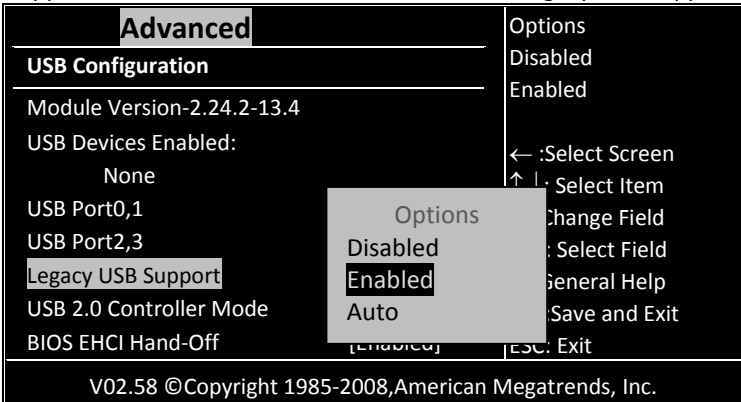 Advanced
USB Configuration
Module Version-2.24.2-13.4
USB Devices Enabled:
None
USB Port0,1
USB Port2,3
Legacy USB Support
USB 2.0 Controller Mode
BIOS EHCI Hand-Off [Enabled]
Options
Disabled
Enabled
Auto
Options
Disabled
Enabled
← :Select Screen
↑↓: Select Item
Change Field
: Select Field
General Help
:Save and Exit
ESC: Exit
V02.58 ©Copyright 1985-2008,American Megatrends, Inc.